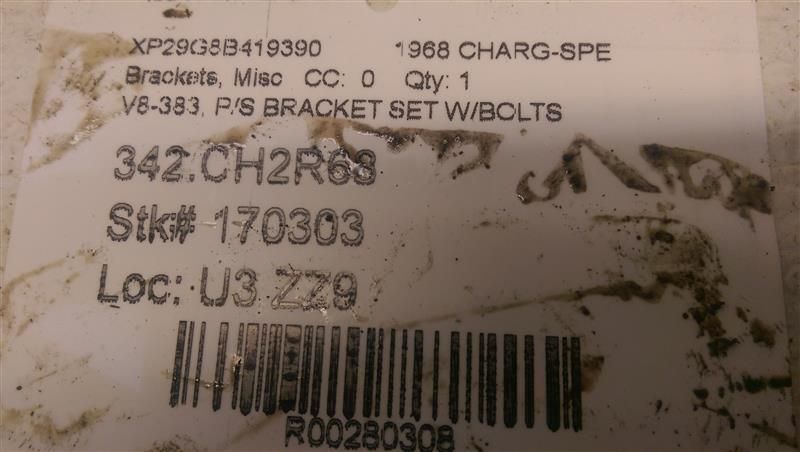 XP29G8B419390 1968 CHARG-SPE
Brackets, Misc CC: 0 Qty: 1
V8-383, P/S BRACKET SET W/BOLTS
342.CH2R68
Stk# 170303
Loc: U3 ZZ9
R00280308